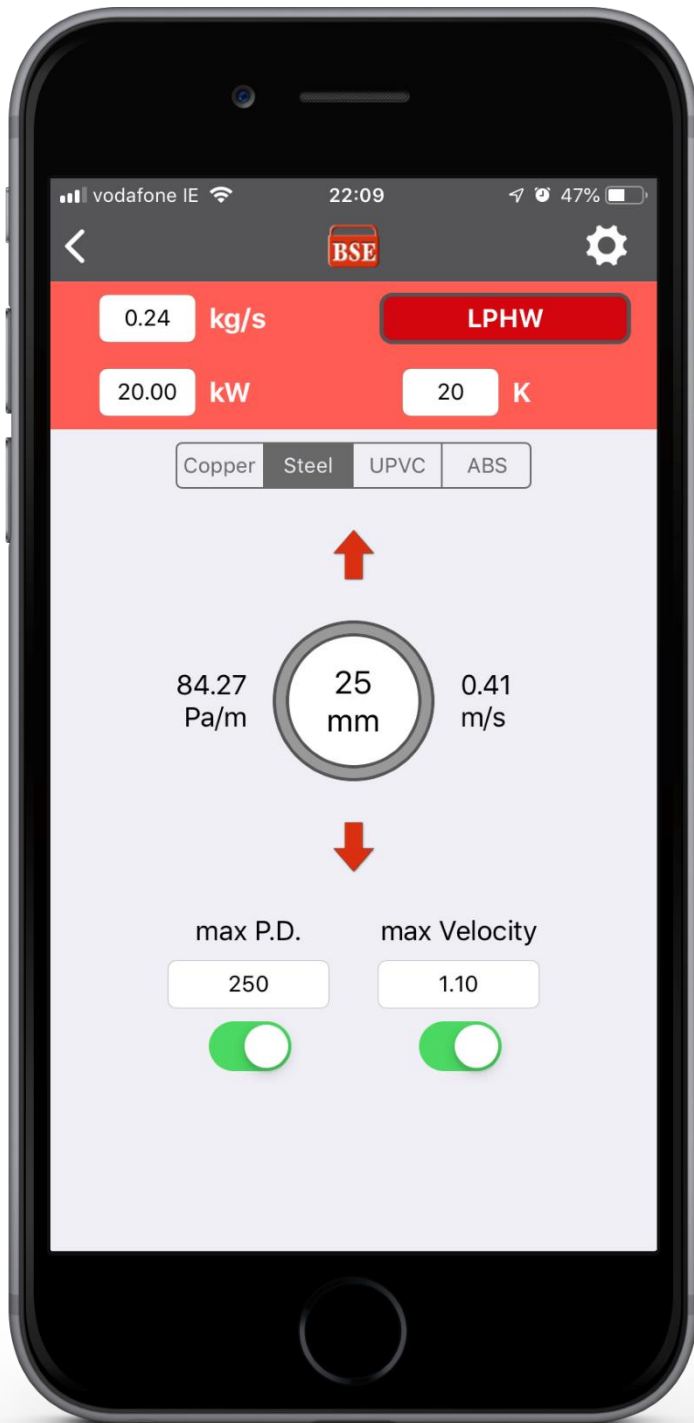 vodafone IE 22:09 47%
BSE
0.24 kg/s LPHW
20.00 kW 20 K
Copper Steel UPVC ABS
84.27
Pa/m
25
mm
0.41
m/s
max P.D. max Velocity
250 1.10